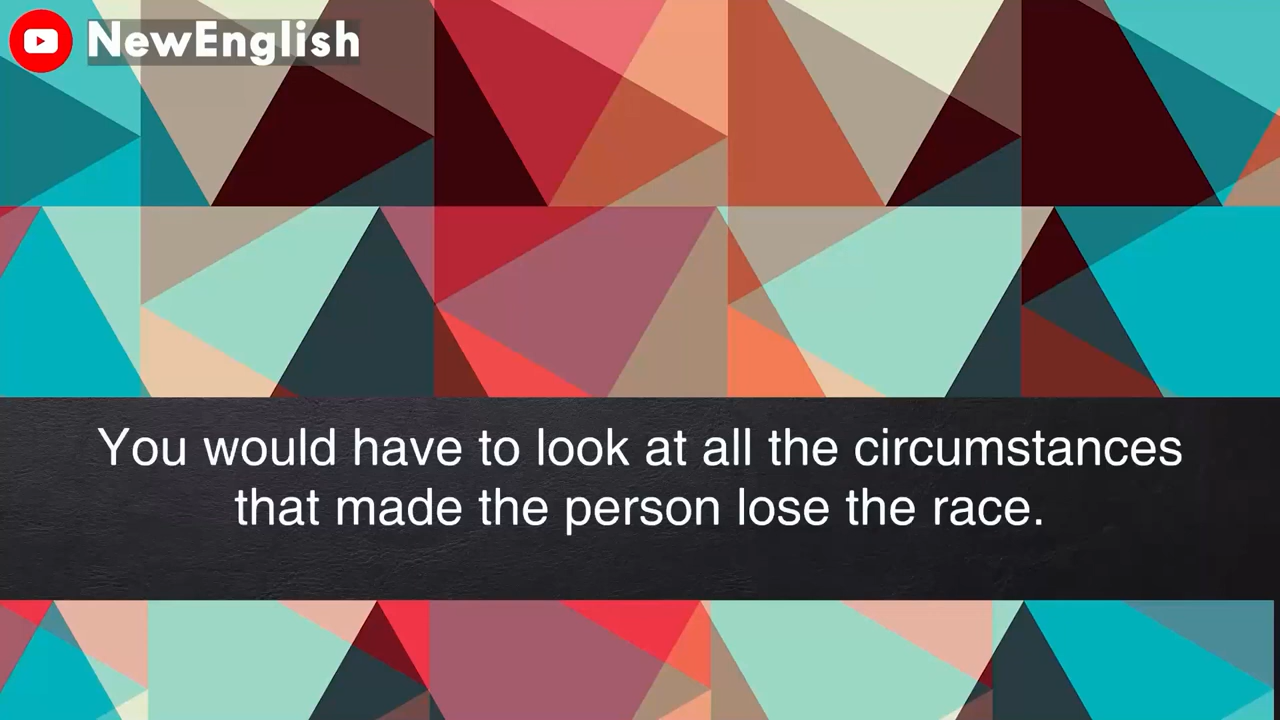 NewEnglish
You would have to look at all the circumstances
that made the person lose the race.